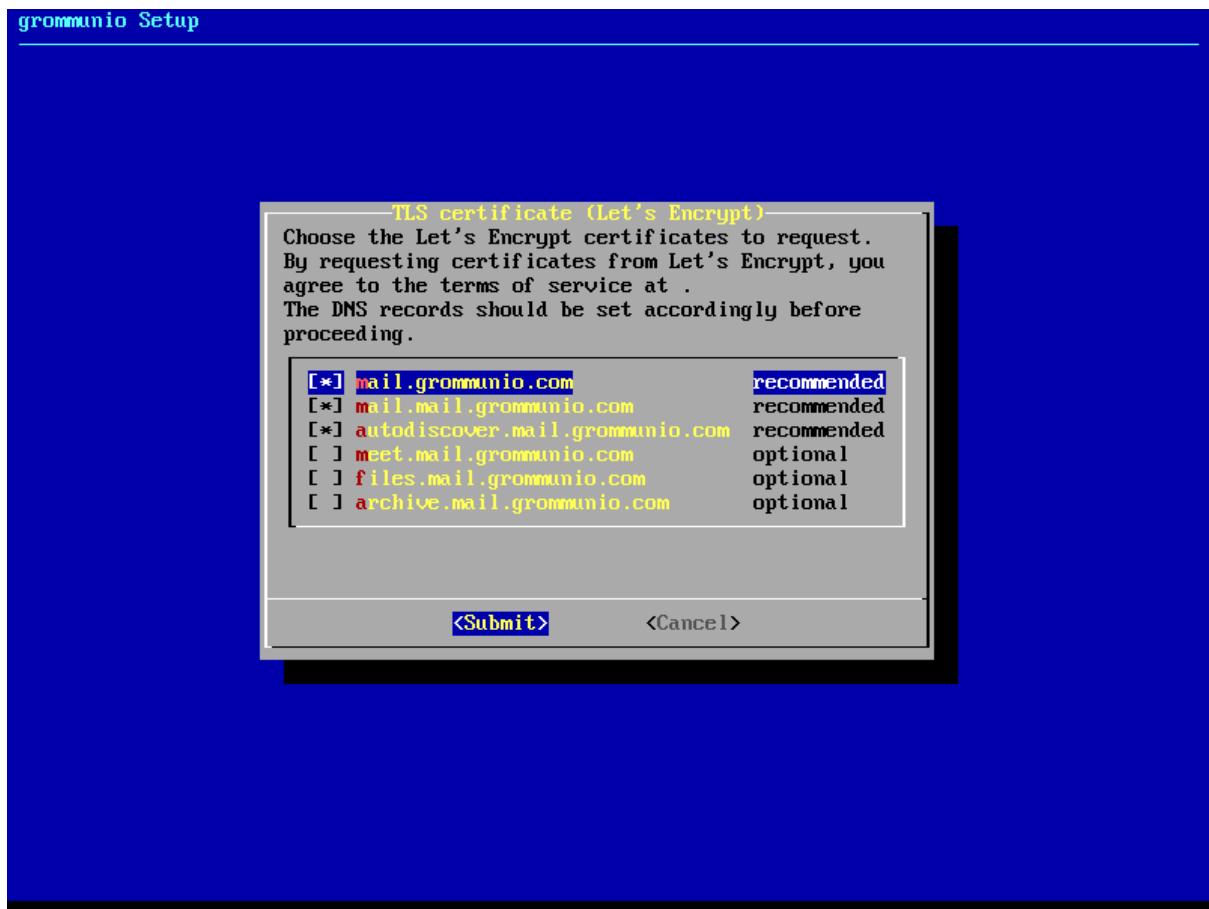 grommunio Setup
TLS certificate (Let's Encrypt)
Choose the Let's Encrypt certificates to request.
By requesting certificates from Let's Encrypt, you
agree to the terms of service at .
The DNS records should be set accordingly before
proceeding.
[*] mail.grommunio.com recommended
[*] mail.mail.grommunio.com recommended
[*] autodiscover.mail.grommunio.com recommended
[ ] meet.mail.grommunio.com optional
[ ] files.mail.grommunio.com optional
[ ] archive.mail.grommunio.com optional
<Submit> <Cancel>